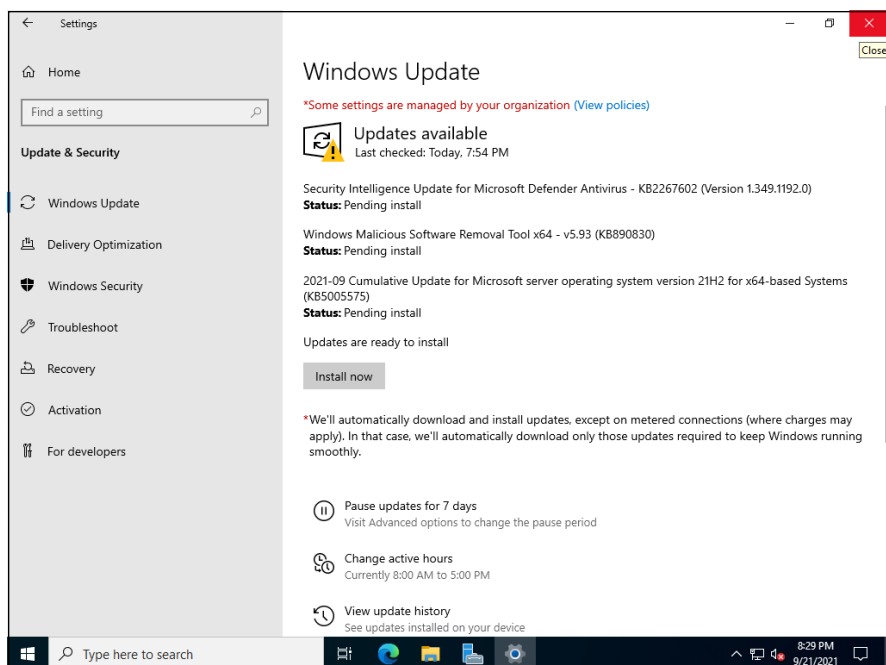 Settings
Close
Home
Find a setting
Update & Security
Windows Update
Delivery Optimization
Windows Security
Troubleshoot
Recovery
Activation
For developers
Windows Update
*Some settings are managed by your organization (View policies)
Updates available
Last checked: Today, 7:54 PM
Security Intelligence Update for Microsoft Defender Antivirus - KB2267602 (Version 1.349.1192.0)
Status: Pending install
Windows Malicious Software Removal Tool x64 - v5.93 (KB890830)
Status: Pending install
2021-09 Cumulative Update for Microsoft server operating system version 21H2 for x64-based Systems
(KB5005575)
Status: Pending install
Updates are ready to install
Install now
*We'll automatically download and install updates, except on metered connections (where charges may
apply). In that case, we'll automatically download only those updates required to keep Windows running
smoothly.
Pause updates for 7 days
Visit Advanced options to change the pause period
Change active hours
Currently 8:00 AM to 5:00 PM
View update history
See updates installed on your device
Type here to search
8:29 PM
9/21/2021